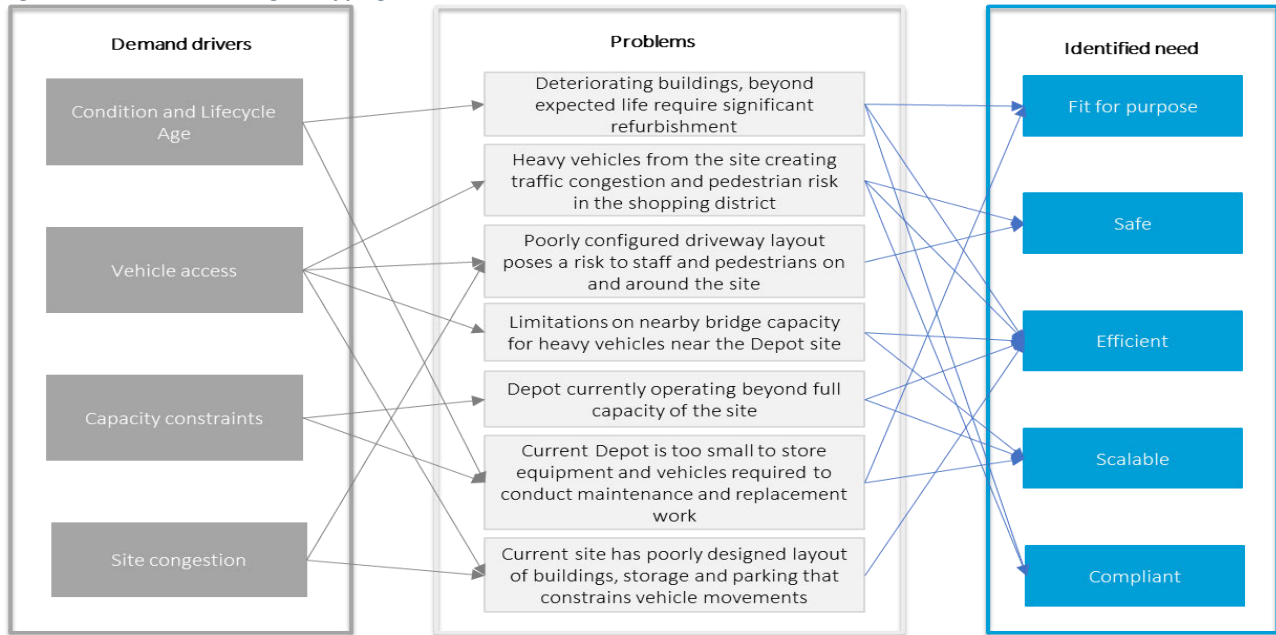 Demand drivers
Condition and Lifecycle
Age
Vehicle access
Capacity constraints
Site congestion
Problems
Deteriorating buildings, beyond
expected life require significant
refurbishment
Heavy vehicles from the site creating
traffic congestion and pedestrian risk
in the shopping district
Poorly configured driveway layout
poses a risk to staff and pedestrians on
and around the site
Limitations on nearby bridge capacity
for heavy vehicles near the Depot site
Depot currently operating beyond full
capacity of the site
Current Depot is too small to store
equipment and vehicles required to
conduct maintenance and replacement
work
Current site has poorly designed layout
of buildings, storage and parking that
constrains vehicle movements
Identified need
Fit for purpose
Safe
Efficient
Scalable
Compliant